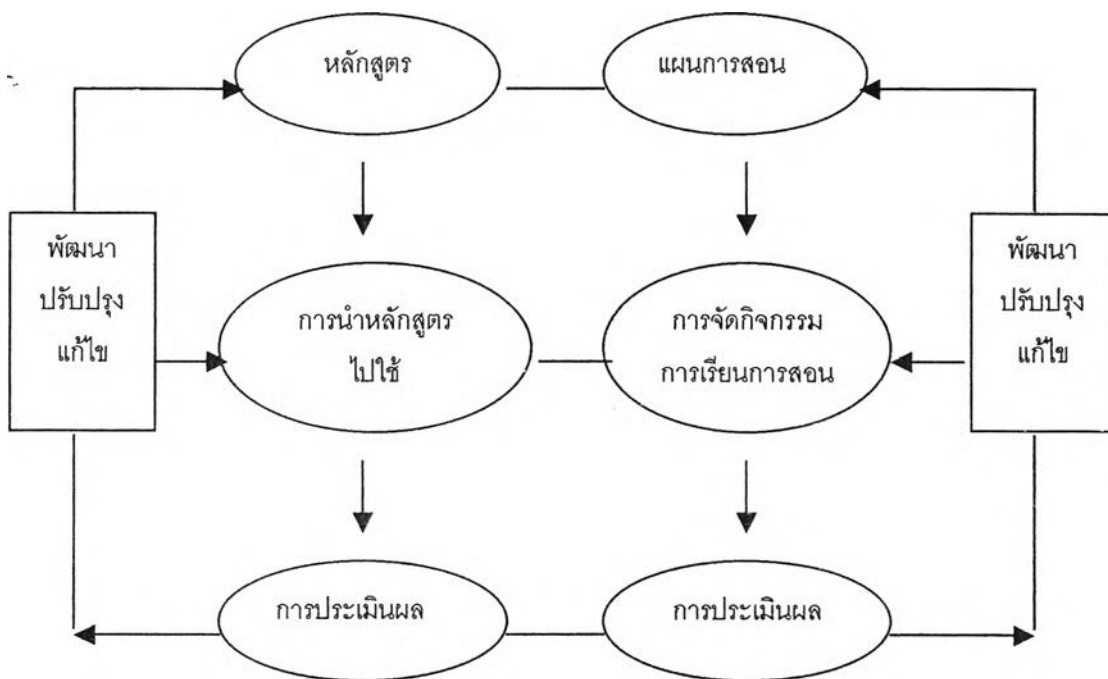 หลักสูตร
แผนการสอน
พัฒนา
ปรับปรุง
แก้ไข
การนำหลักสูตร
ไปใช้
การจัดกิจกรรม
การเรียนการสอน
พัฒนา
ปรับปรุง
แก้ไข
การประเมินผล
การประเมินผล